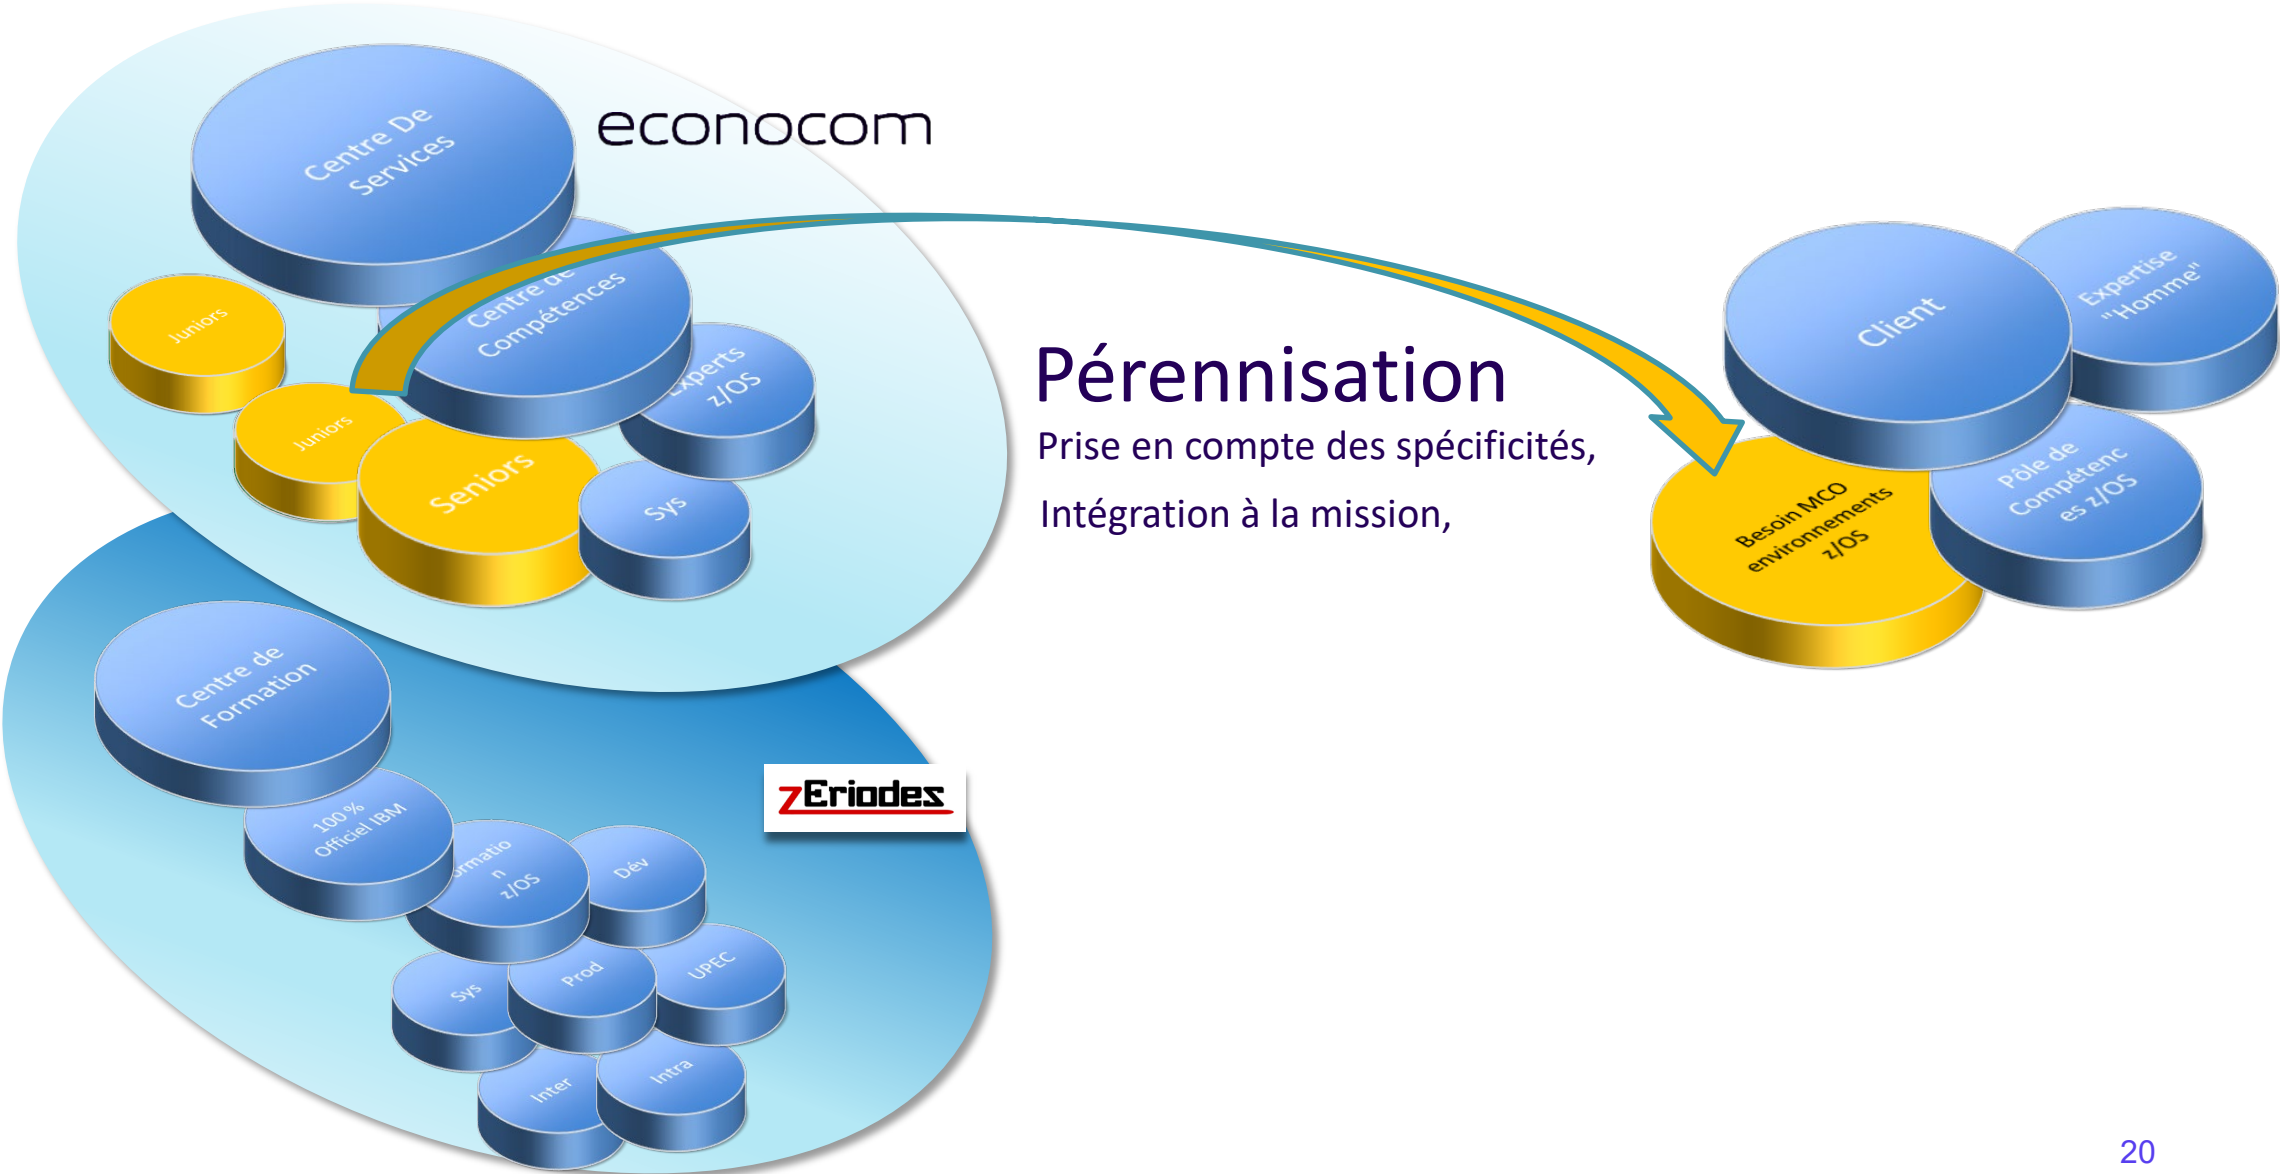 Centre De
Services
econocom
Juniors
Juniors
Seniors
Centre de
Compétences
Experts
z/OS
Sys
Pérennisation
Prise en compte des spécificités,
Intégration à la mission,
Client
Expertise
"Homme"
Besoin MCO
environnements
z/OS
Pôle de
Compétenc
es z/OS
Centre de
Formation
zEriodes
100 %
Officiel IBM
ormatio
n
z/OS
Dév
Sys
Prod
UPEC
Inter
Intra
20